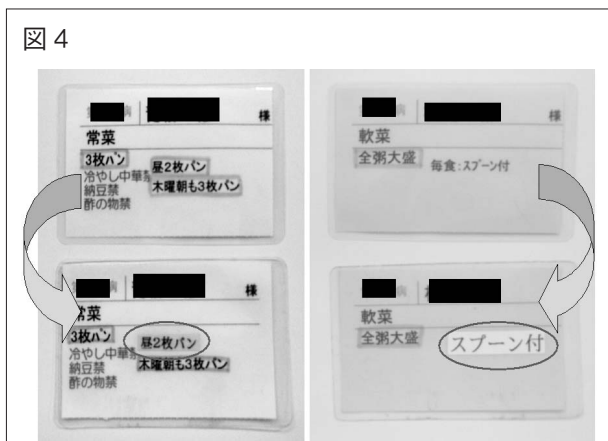 図 4
様
常菜
3枚パン
昼2枚パン
冷やし中華禁
木曜朝も3枚パン
納豆禁
酢の物禁
様
軟菜
全粥大盛
毎食:スプーン付
病
様
常菜
3枚パン
昼2枚パン
冷やし中華禁
木曜朝も3枚パン
納豆禁
酢の物禁
病
様
軟菜
全粥大盛
スプーン付